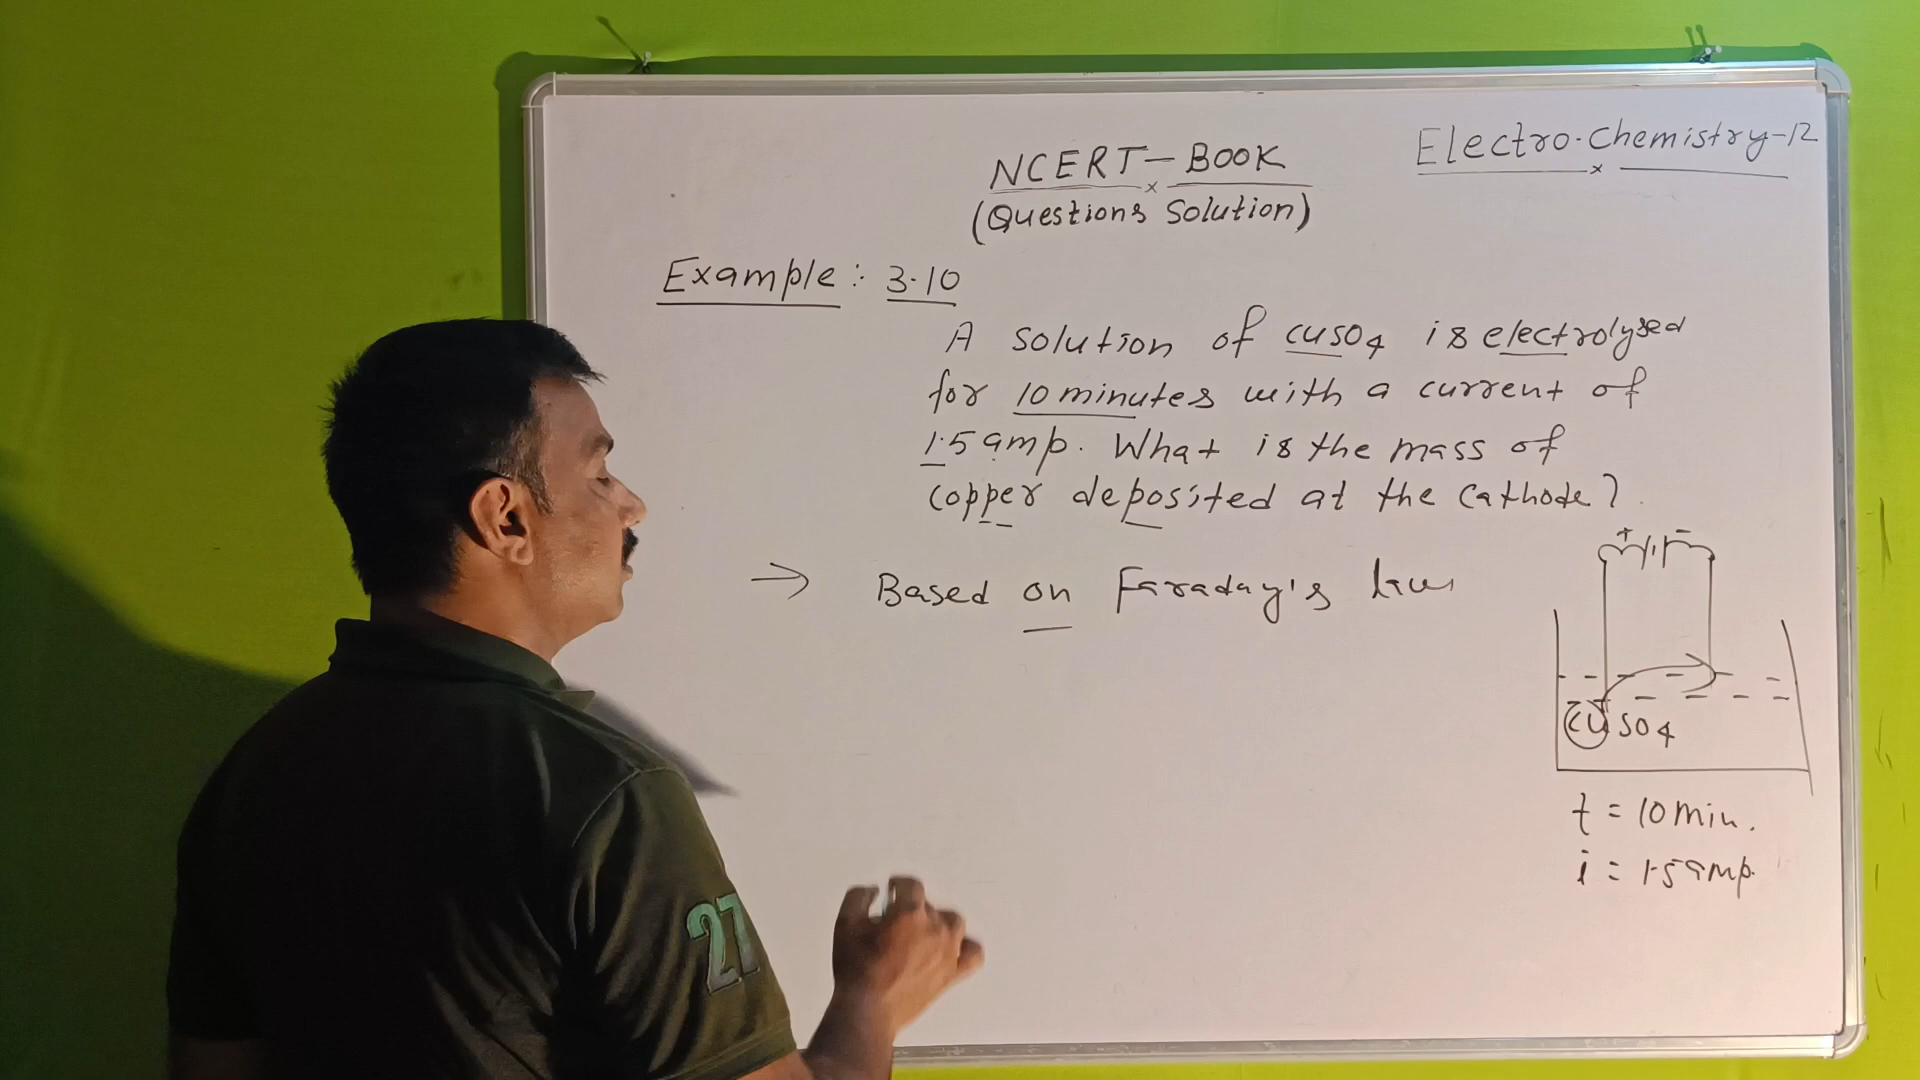 Electro.Chemistry-12
NCERT-BOOK
(Questions Solution)
Example: 3.10
A solution of CuSO4 is electrolysed
for 10 minutes with a current of
1.5 amp. What is the mass of
copper deposited at the cathode?
→ Based on Faraday's law
+ -
CuSO4
t = 10 min.
i = 1.5 amp.
27